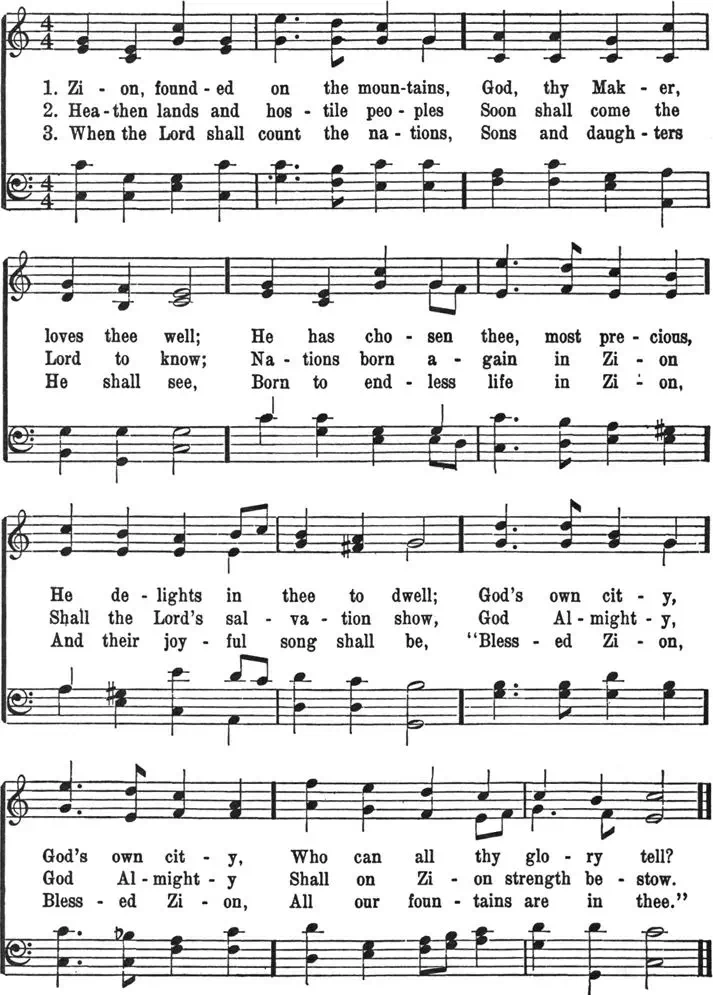 1. Zi - on, found - ed on the moun-tains, God, thy Mak - er,
2. Hea-then lands and hos - tile peo - ples Soon shall come the
3. When the Lord shall count the na - tions, Sons and daugh - ters
loves thee well; He has cho - sen thee, most pre - cious,
Lord to know; Na - tions born a - gain in Zi - on
He shall see, Born to end - less life in Zi - on,
He de - lights in thee to dwell; God's own cit - y,
Shall the Lord's sal - va - tion show, God Al - might - y,
And their joy - ful song shall be, "Bless - ed Zi - on,
God's own cit - y, Who can all thy glo - ry tell?
God Al - might - y Shall on Zi - on strength be - stow.
Bless - ed Zi - on, All our foun - tains are in thee."